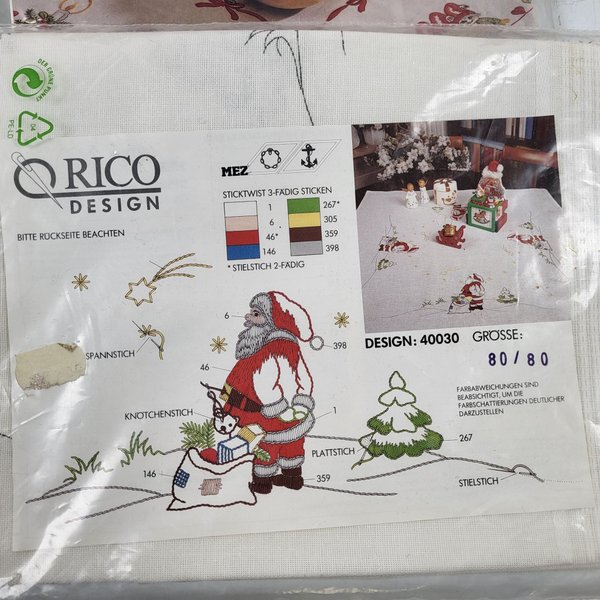 DER GRÜNE PUNKT
04
PE-LD
RICO
DESIGN
BITTE RÜCKSEITE BEACHTEN
MEZ
STICKTWIST 3-FÄDIG STICKEN
1 267*
6 305
46* 359
146 398
* STIELSTICH 2-FÄDIG
DESIGN: 40030 GRÖSSE:
80/80
FARBABWEICHUNGEN SIND
BEABSICHTIGT, UM DIE
FARBSCHATTIERUNGEN DEUTLICHER
DARZUSTELLEN
SPANNSTICH
6
398
46
KNÖTCHENSTICH
1
PLATTSTICH
267
146
359
STIELSTICH